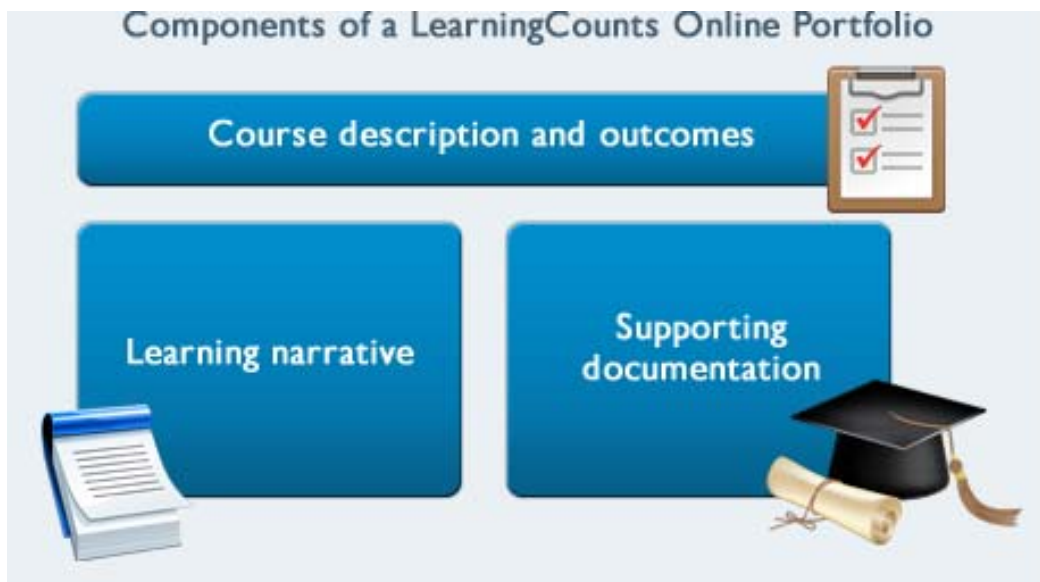 Components of a LearningCounts Online Portfolio
Course description and outcomes
Learning narrative
Supporting
documentation